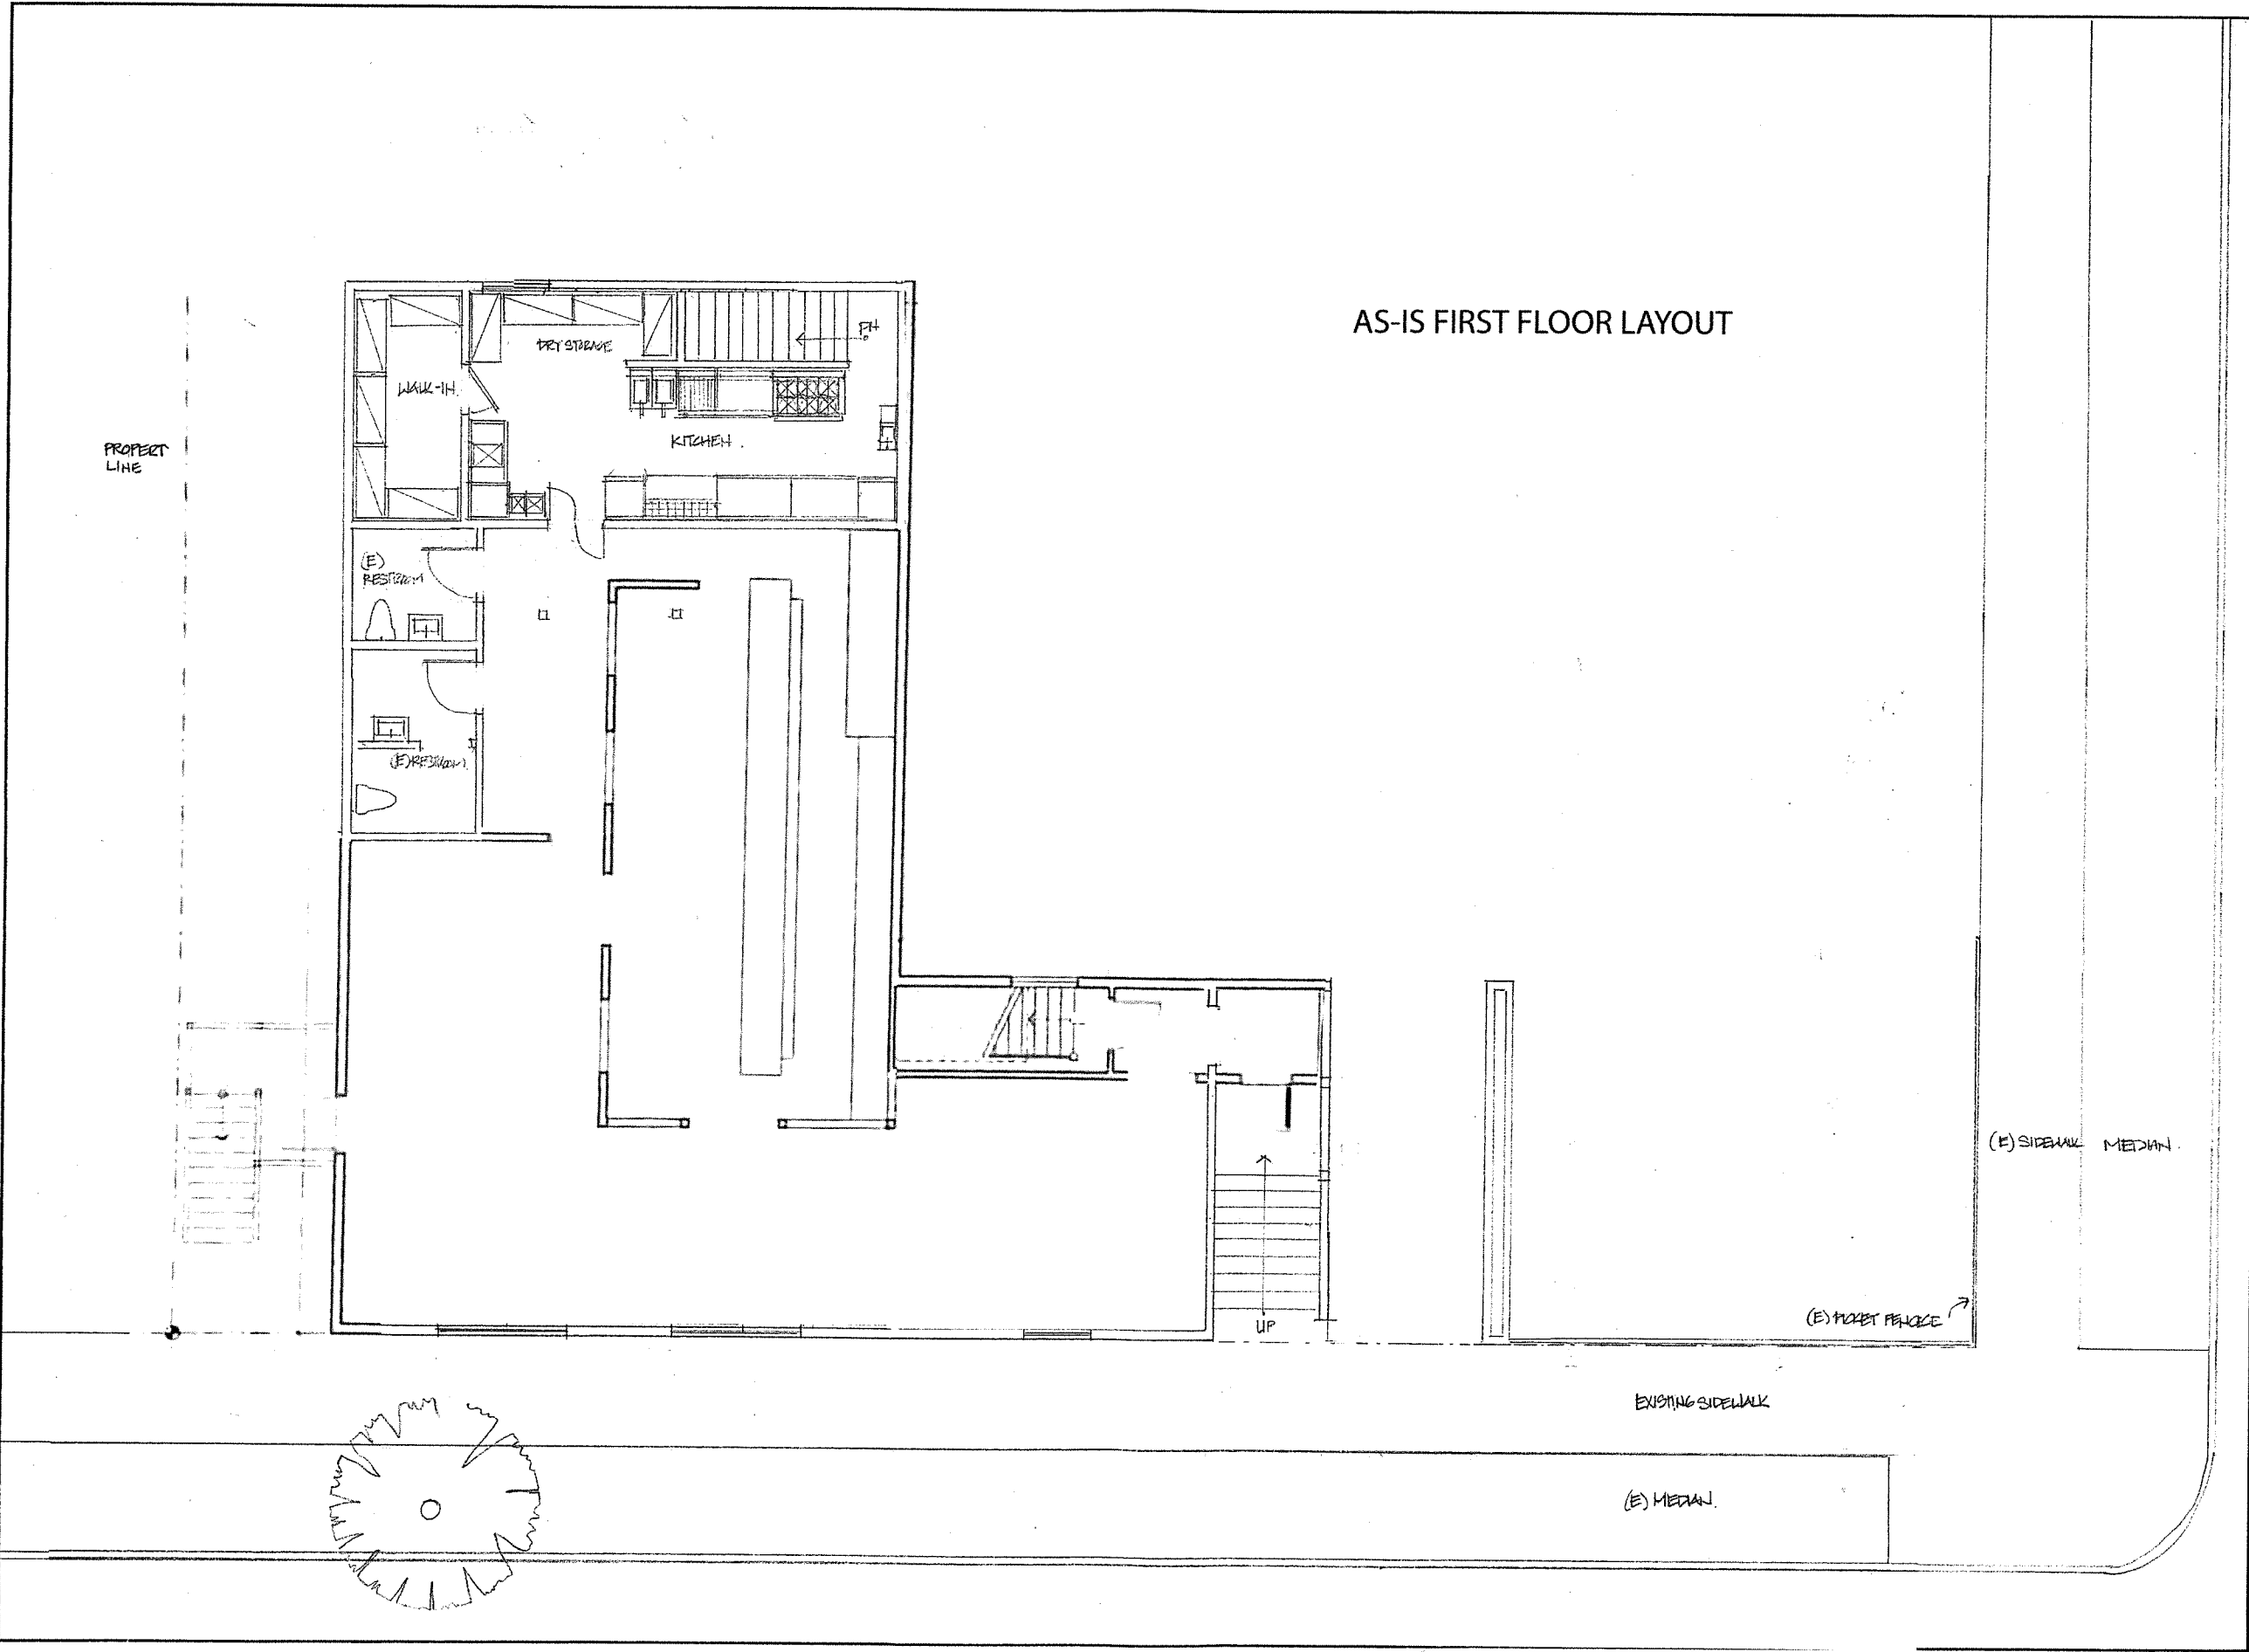 AS-IS FIRST FLOOR LAYOUT
DRY STORAGE
WALK-IN
KITCHEN
PROPERT
LINE
(E)
RESTROOM
(E) RESTROOM
(E) SIDEWALK MEDIAN.
(E) PICKET FENCE
UP
EXISTING SIDEWALK
(E) MEDIAN.